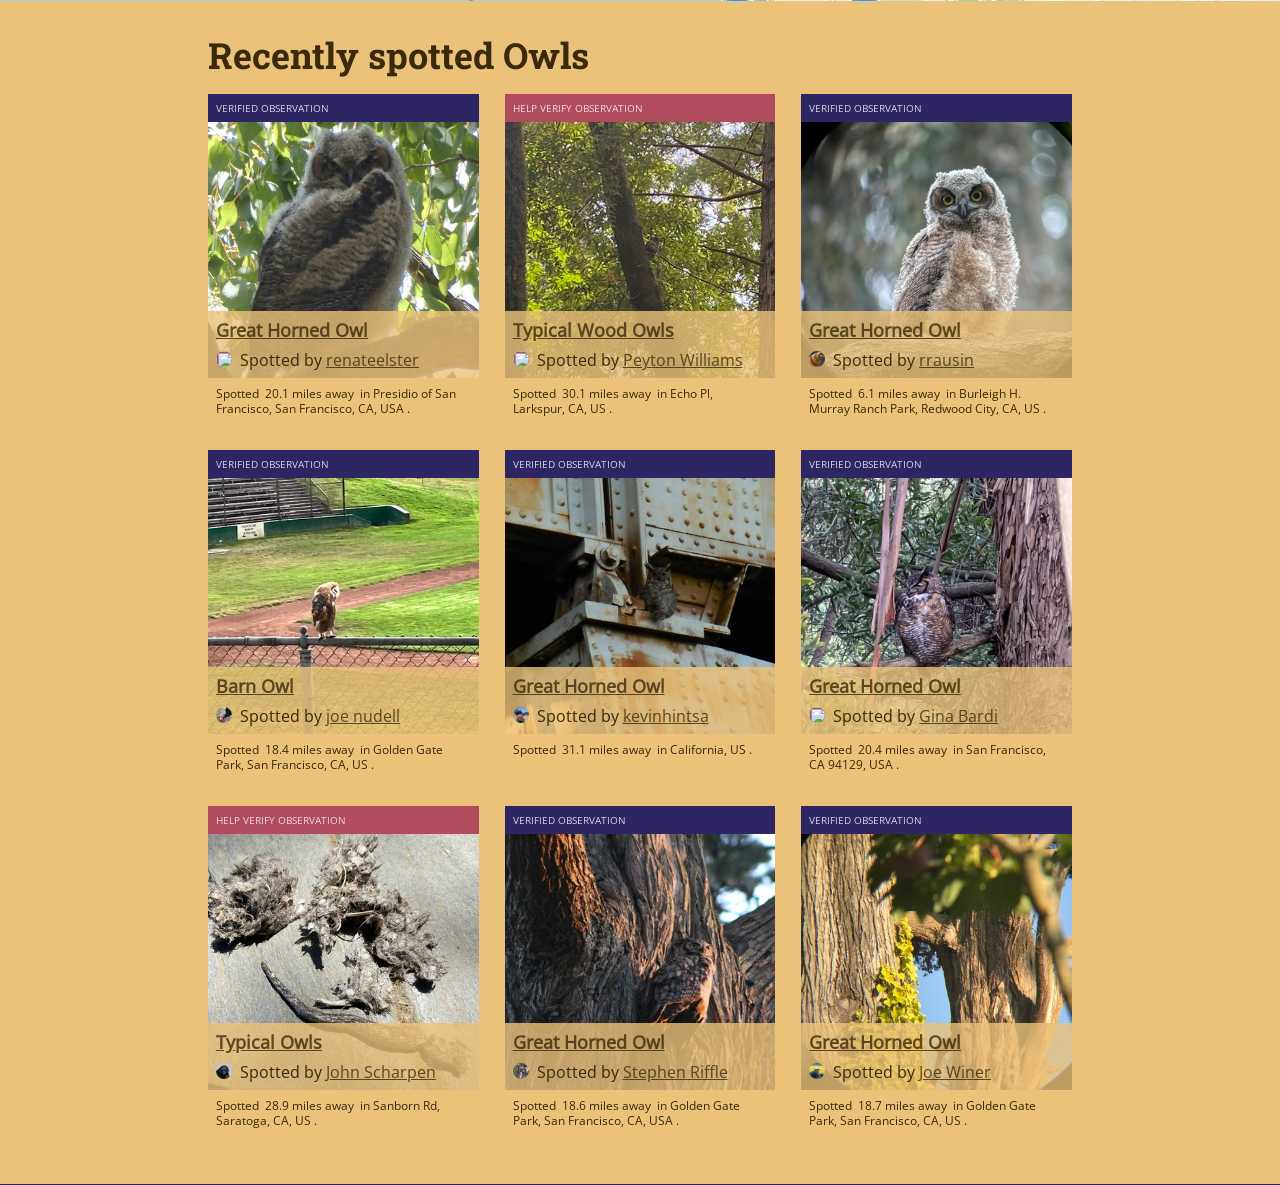 Recently spotted Owls
VERIFIED OBSERVATION
Great Horned Owl
Spotted by renateelster
Spotted 20.1 miles away in Presidio of San
Francisco, San Francisco, CA, USA .
HELP VERIFY OBSERVATION
Typical Wood Owls
Spotted by Peyton Williams
Spotted 30.1 miles away in Echo Pl,
Larkspur, CA, US .
VERIFIED OBSERVATION
Great Horned Owl
Spotted by rrausin
Spotted 6.1 miles away in Burleigh H.
Murray Ranch Park, Redwood City, CA, US .
VERIFIED OBSERVATION
Barn Owl
Spotted by joe nudell
Spotted 18.4 miles away in Golden Gate
Park, San Francisco, CA, US .
VERIFIED OBSERVATION
Great Horned Owl
Spotted by kevinhintsa
Spotted 31.1 miles away in California, US .
VERIFIED OBSERVATION
Great Horned Owl
Spotted by Gina Bardi
Spotted 20.4 miles away in San Francisco,
CA 94129, USA .
HELP VERIFY OBSERVATION
Typical Owls
Spotted by John Scharpen
Spotted 28.9 miles away in Sanborn Rd,
Saratoga, CA, US .
VERIFIED OBSERVATION
Great Horned Owl
Spotted by Stephen Riffle
Spotted 18.6 miles away in Golden Gate
Park, San Francisco, CA, USA .
VERIFIED OBSERVATION
Great Horned Owl
Spotted by Joe Winer
Spotted 18.7 miles away in Golden Gate
Park, San Francisco, CA, US .